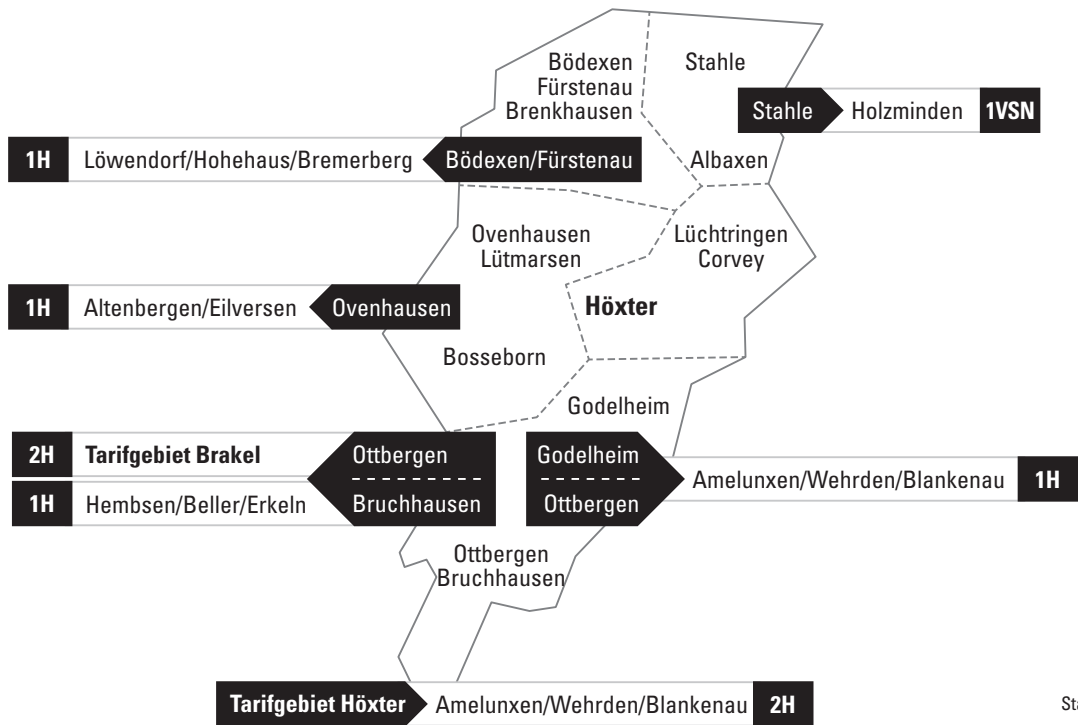 Bödexen
Fürstenau
Brenkhausen
Stahle
Stahle Holzminden 1VSN
1H Löwendorf/Hohehaus/Bremerberg Bödexen/Fürstenau
Albaxen
Ovenhausen
Lütmarsen
Lüchtringen
Corvey
1H Altenbergen/Eilversen Ovenhausen
Höxter
Bosseborn
Godelheim
2H Tarifgebiet Brakel Ottbergen
1H Hembsen/Beller/Erkeln Bruchhausen
Godelheim
Ottbergen
Amelunxen/Wehrden/Blankenau 1H
Ottbergen
Bruchhausen
Tarifgebiet Höxter Amelunxen/Wehrden/Blankenau 2H